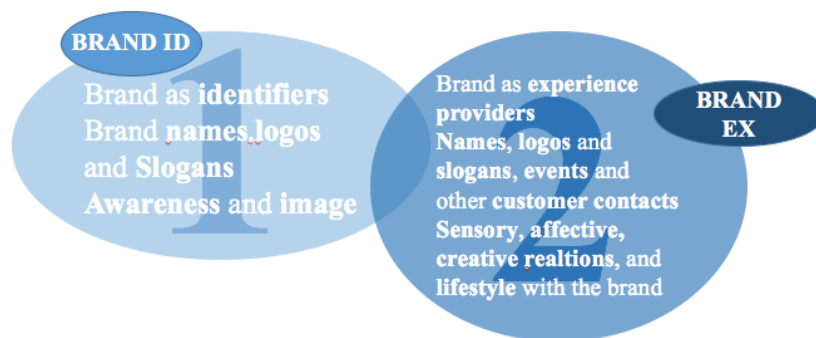 BRAND ID
1
Brand as identifiers
Brand names,logos
and Slogans
Awareness and image
BRAND
EX
2
Brand as experience
providers
Names, logos and
slogans, events and
other customer contacts
Sensory, affective,
creative realtions, and
lifestyle with the brand